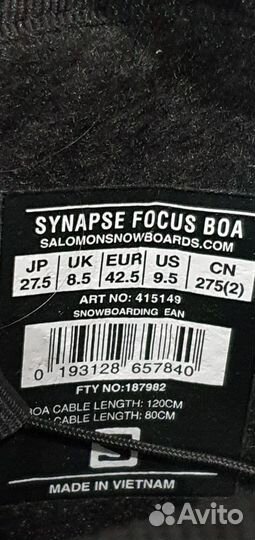 SYNAPSE FOCUS BOA
SALOMONSNOWBOARDS.COM
JP UK EUR US CN
27.5 8.5 42.5 9.5 275(2)
ART NO: 415149
SNOWBOARDING EAN
0 193128 657840
FTY NO:187982
BOA CABLE LENGTH: 120CM
CABLE LENGTH: 80CM
S
MADE IN VIETNAM
Avito